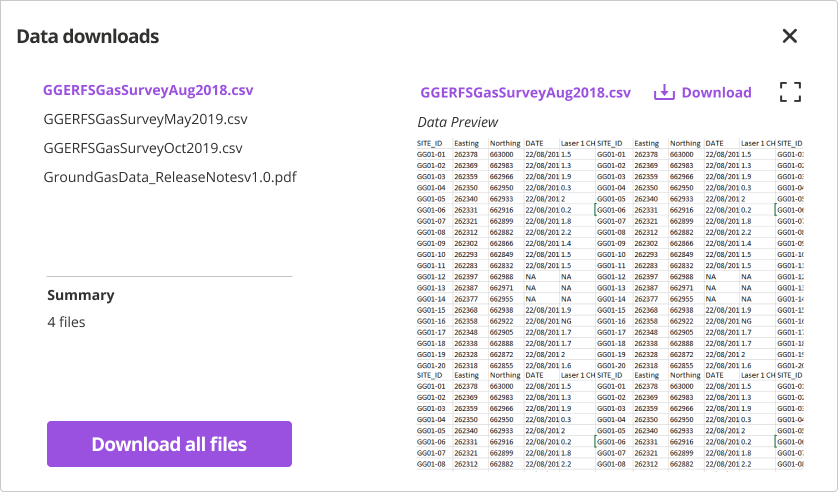 Data downloads
GGERFSGasSurveyAug2018.csv
GGERFSGasSurveyMay2019.csv
GGERFSGasSurveyOct2019.csv
GroundGasData_ReleaseNotesv1.0.pdf
Summary
4 files
Download all files
GGERFSGasSurveyAug2018.csv Download
Data Preview
SITE_ID Easting Northing DATE Laser 1 CH SITE_ID Easting Northing DATE Laser 1 CH SITE_ID
GG01-01 262378 663000 22/08/201 1.5 GG01-01 262378 663000 22/08/201 1.5 GG01-0
GG01-02 262369 662983 22/08/201 1.3 GG01-02 262369 662983 22/08/201 1.3 GG01-0
GG01-03 262359 662966 22/08/201 1.9 GG01-03 262359 662966 22/08/201 1.9 GG01-0
GG01-04 262350 662950 22/08/201 0.3 GG01-04 262350 662950 22/08/201 0.3 GG01-0
GG01-05 262340 662933 22/08/201 2 GG01-05 262340 662933 22/08/201 2 GG01-0
GG01-06 262331 662916 22/08/201 0.2 GG01-06 262331 662916 22/08/201 0.2 GG01-0
GG01-07 262321 662899 22/08/201 1.8 GG01-07 262321 662899 22/08/201 1.8 GG01-0
GG01-08 262312 662882 22/08/201 2.2 GG01-08 262312 662882 22/08/201 2.2 GG01-0
GG01-09 262302 662866 22/08/201 1.4 GG01-09 262302 662866 22/08/201 1.4 GG01-0
GG01-10 262293 662849 22/08/201 1.5 GG01-10 262293 662849 22/08/201 1.5 GG01-1
GG01-11 262283 662832 22/08/201 1.5 GG01-11 262283 662832 22/08/201 1.5 GG01-1
GG01-12 262397 662988 NA NA GG01-12 262397 662988 NA NA GG01-1
GG01-13 262387 662971 NA NA GG01-13 262387 662971 NA NA GG01-1
GG01-14 262377 662955 NA NA GG01-14 262377 662955 NA NA GG01-1
GG01-15 262368 662938 22/08/201 1.9 GG01-15 262368 662938 22/08/201 1.9 GG01-1
GG01-16 262358 662922 22/08/201 NG GG01-16 262358 662922 22/08/201 NG GG01-1
GG01-17 262348 662905 22/08/201 1.7 GG01-17 262348 662905 22/08/201 1.7 GG01-1
GG01-18 262338 662888 22/08/201 1.7 GG01-18 262338 662888 22/08/201 1.7 GG01-1
GG01-19 262328 662872 22/08/201 2 GG01-19 262328 662872 22/08/201 2 GG01-1
GG01-20 262318 662855 22/08/201 1.6 GG01-20 262318 662855 22/08/201 1.6 GG01-2
SITE_ID Easting Northing DATE Laser 1 CH SITE_ID Easting Northing DATE Laser 1 CH SITE_ID
GG01-01 262378 663000 22/08/201 1.5 GG01-01 262378 663000 22/08/201 1.5 GG01-0
GG01-02 262369 662983 22/08/201 1.3 GG01-02 262369 662983 22/08/201 1.3 GG01-0
GG01-03 262359 662966 22/08/201 1.9 GG01-03 262359 662966 22/08/201 1.9 GG01-0
GG01-04 262350 662950 22/08/201 0.3 GG01-04 262350 662950 22/08/201 0.3 GG01-0
GG01-05 262340 662933 22/08/201 2 GG01-05 262340 662933 22/08/201 2 GG01-0
GG01-06 262331 662916 22/08/201 0.2 GG01-06 262331 662916 22/08/201 0.2 GG01-0
GG01-07 262321 662899 22/08/201 1.8 GG01-07 262321 662899 22/08/201 1.8 GG01-0
GG01-08 262312 662882 22/08/201 2.2 GG01-08 262312 662882 22/08/201 2.2 GG01-0